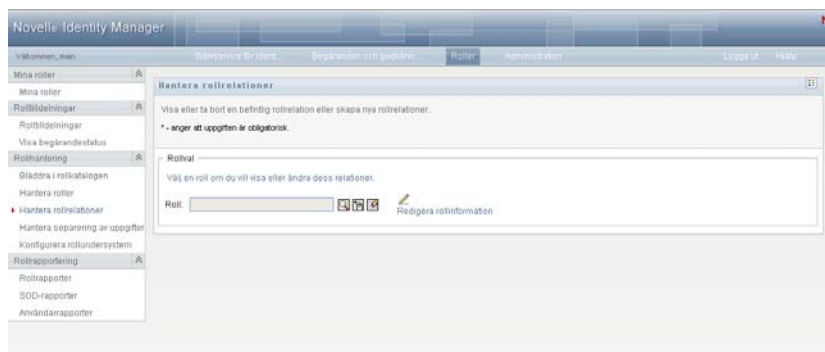 Novell® Identity Manager
Välkommen, mein
Självservice för ident...
Begäranden och godkänn...
Roller
Administration
Logga ut
Hjälp
Mina roller
Mina roller
Rolltilldelningar
Rolltilldelningar
Visa begärandestatus
Rollhantering
Bläddra i rollkatalogen
Hantera roller
Hantera rollrelationer
Hantera separering av uppgifter
Konfigurera rollundersystem
Rollrapportering
Rollrapporter
SOD-rapporter
Användarrapporter
Hantera rollrelationer
Visa eller ta bort en befintlig rollrelation eller skapa nya rollrelationer.
* - anger att uppgiften är obligatorisk.
Rollval
Välj en roll om du vill visa eller ändra dess relationer.
Roll:
Redigera rollinformation